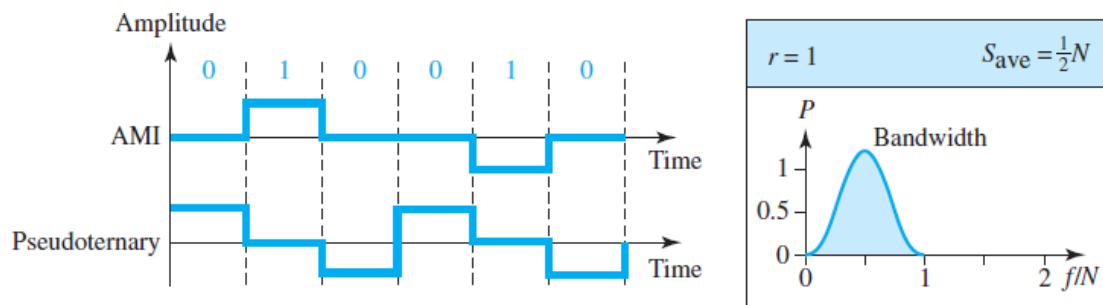 Amplitude
0 1 0 0 1 0
AMI
Time
Pseudoternary
Time
r = 1 Save = 1/2 N
P
Bandwidth
1
0.5
0
0 1 2 f/N